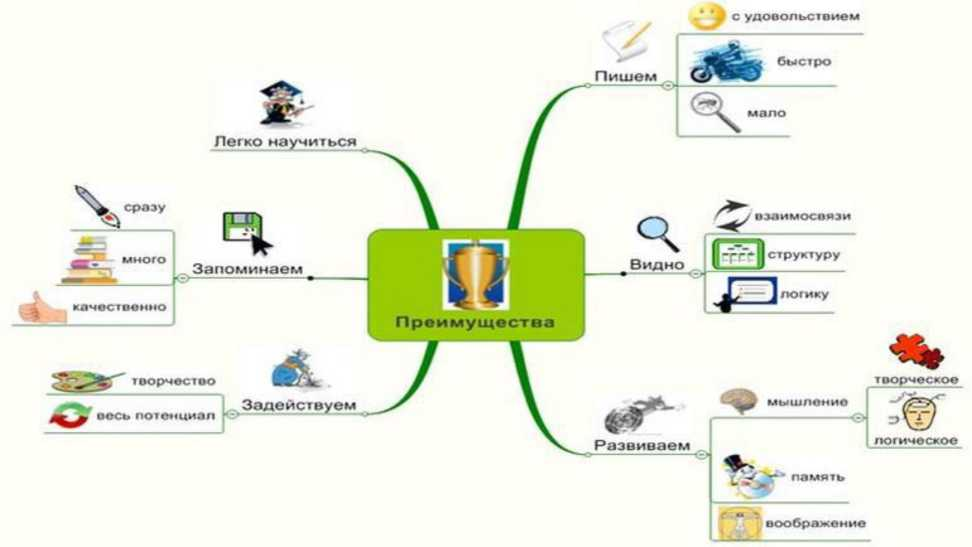 с удовольствием
быстро
Пишем
мало
Легко научиться
сразу
много
Запоминаем
качественно
взаимосвязи
Видно
структуру
логику
Преимущества
творчество
весь потенциал
Задействуем
Развиваем
мышление
творческое
логическое
память
воображение